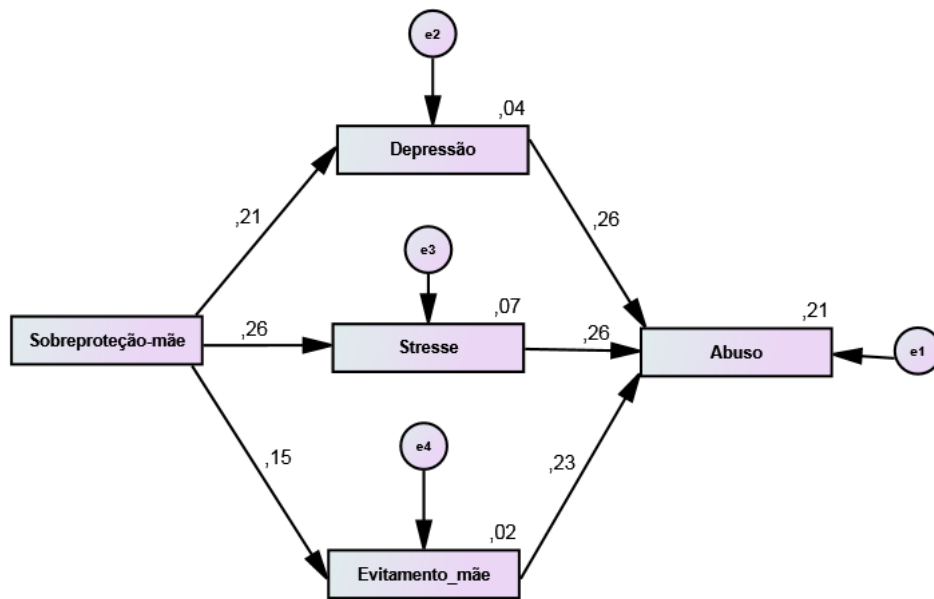 e2
,04
Depressão
,21
,26
e3
,07
,21
Sobreproteção-mãe
,26
Stresse
,26
Abuso
e1
e4
,15
,23
,02
Evitamento_mãe